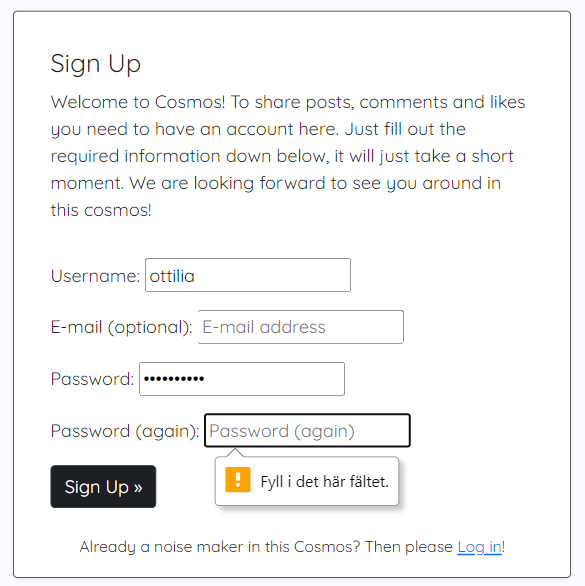 Sign Up
Welcome to Cosmos! To share posts, comments and likes
you need to have an account here. Just fill out the
required information down below, it will just take a short
moment. We are looking forward to see you around in
this cosmos!
Username: ottilia
E-mail (optional): E-mail address
Password: ••••••••••
Password (again): Password (again)
Fyll i det här fältet.
Sign Up »
Already a noise maker in this Cosmos? Then please Log in!